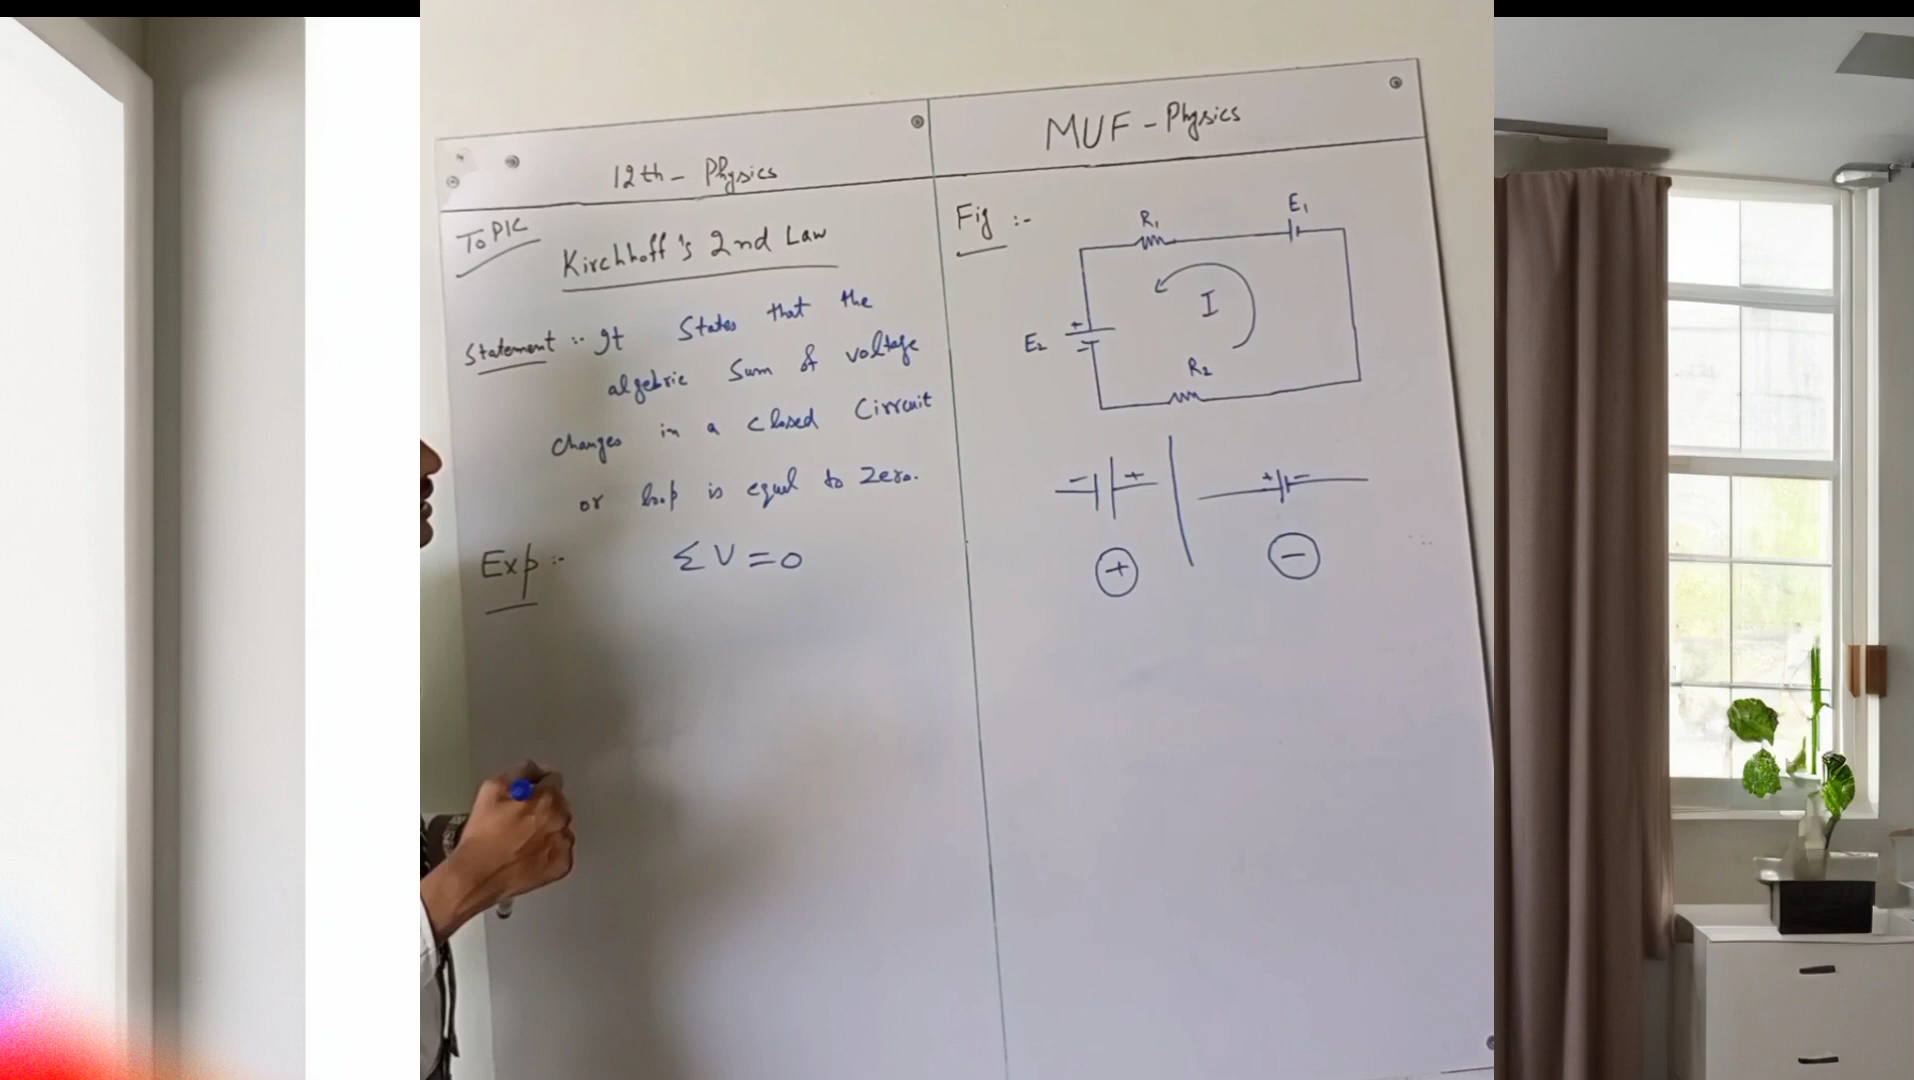 12th - Physics
MUF - Physics
TOPIC
Kirchhoff's 2nd Law
Statement :- It States that the
algebric Sum of voltage
changes in a closed Circuit
or loop is equal to Zero.
Exp :- ΣV = 0
Fig :-
R₁
E₁
I
E₂
+
-
R₂
- +
+ -
+
-